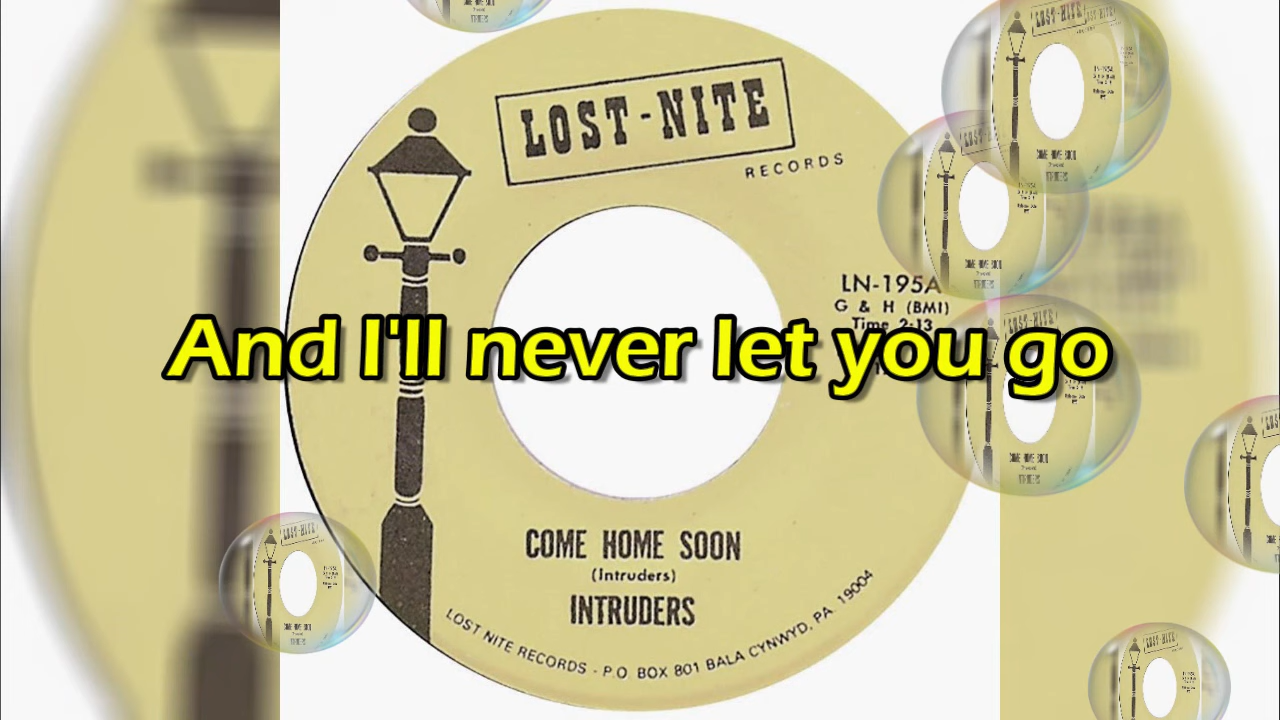 LOST-NITE
RECORDS
LN-195A
G & H (BMI)
Time 2:13
And I'll never let you go
COME HOME SOON
(Intruders)
INTRUDERS
LOST NITE RECORDS - P.O. BOX 801 BALA CYNWYD, PA 19004